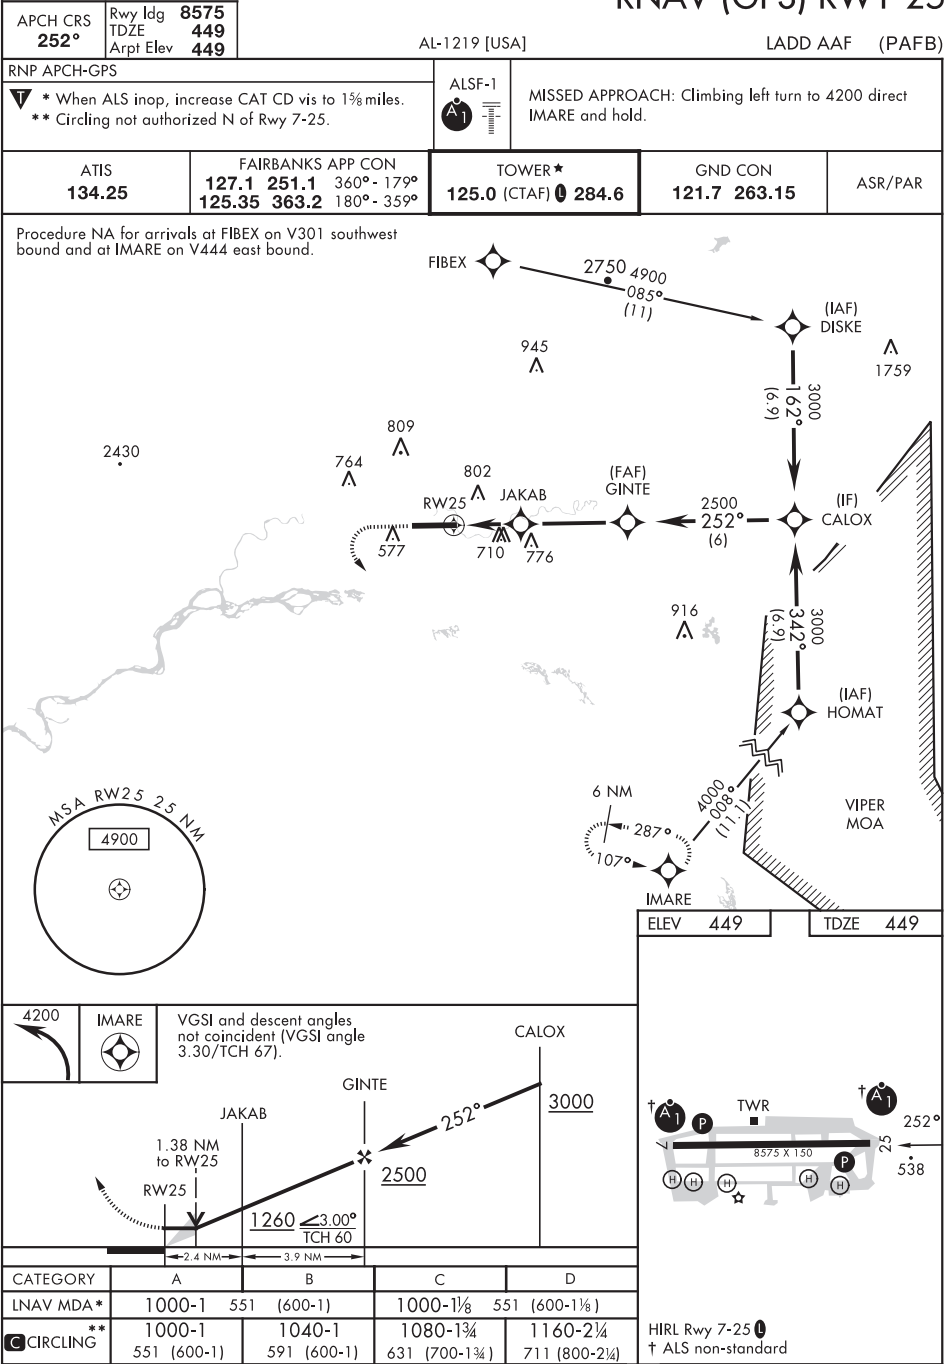 RNAV (GPS) RWY 25
APCH CRS
252°
Rwy ldg 8575
TDZE 449
Arpt Elev 449
AL-1219 [USA]
LADD AAF (PAFB)
RNP APCH-GPS
T * When ALS inop, increase CAT CD vis to 1⅝ miles.
** Circling not authorized N of Rwy 7-25.
ALSF-1
A1
MISSED APPROACH: Climbing left turn to 4200 direct
IMARE and hold.
ATIS
134.25
FAIRBANKS APP CON
127.1 251.1 360°- 179°
125.35 363.2 180°- 359°
TOWER★
125.0 (CTAF) L 284.6
GND CON
121.7 263.15
ASR/PAR
Procedure NA for arrivals at FIBEX on V301 southwest
bound and at IMARE on V444 east bound.
FIBEX
2750
4900
085°
(11)
(IAF)
DISKE
1759
945
3000
162°
(6.9)
809
2430
764
802
RW25
JAKAB
(FAF)
GINTE
2500
252°
(6)
(IF)
CALOX
577
710
776
916
3000
342°
(6.9)
(IAF)
HOMAT
4000
008°
(11.1)
6 NM
287°
107°
IMARE
VIPER
MOA
MSA RW25 25 NM
4900
ELEV 449
TDZE 449
4200
IMARE
VGSI and descent angles
not coincident (VGSI angle
3.30/TCH 67).
CALOX
GINTE
JAKAB
252°
3000
1.38 NM
to RW25
RW25
2500
1260
3.00°
TCH 60
2.4 NM
3.9 NM
† A1
P
TWR
† A1
252°
7
8575 X 150
25
P
538
H H H H
CATEGORY A B C D
LNAV MDA* 1000-1 551 (600-1) 1000-1⅛ 551 (600-1⅛)
C CIRCLING ** 1000-1 1040-1 1080-1¾ 1160-2¼
551 (600-1) 591 (600-1) 631 (700-1¾) 711 (800-2¼)
HIRL Rwy 7-25 L
† ALS non-standard